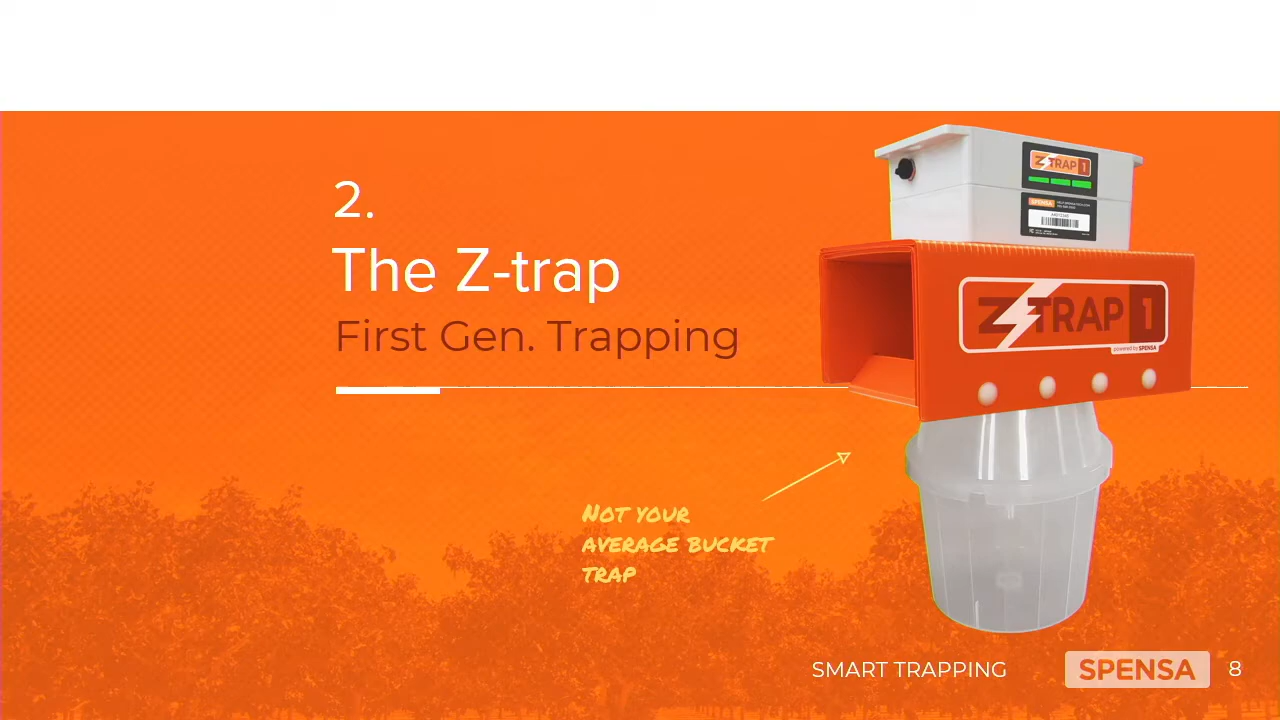 2.
The Z-trap
First Gen. Trapping
Z TRAP 1
SPENSA
Z TRAP 1
powered by SPENSA
Not your
average bucket
trap
SMART TRAPPING
SPENSA
8